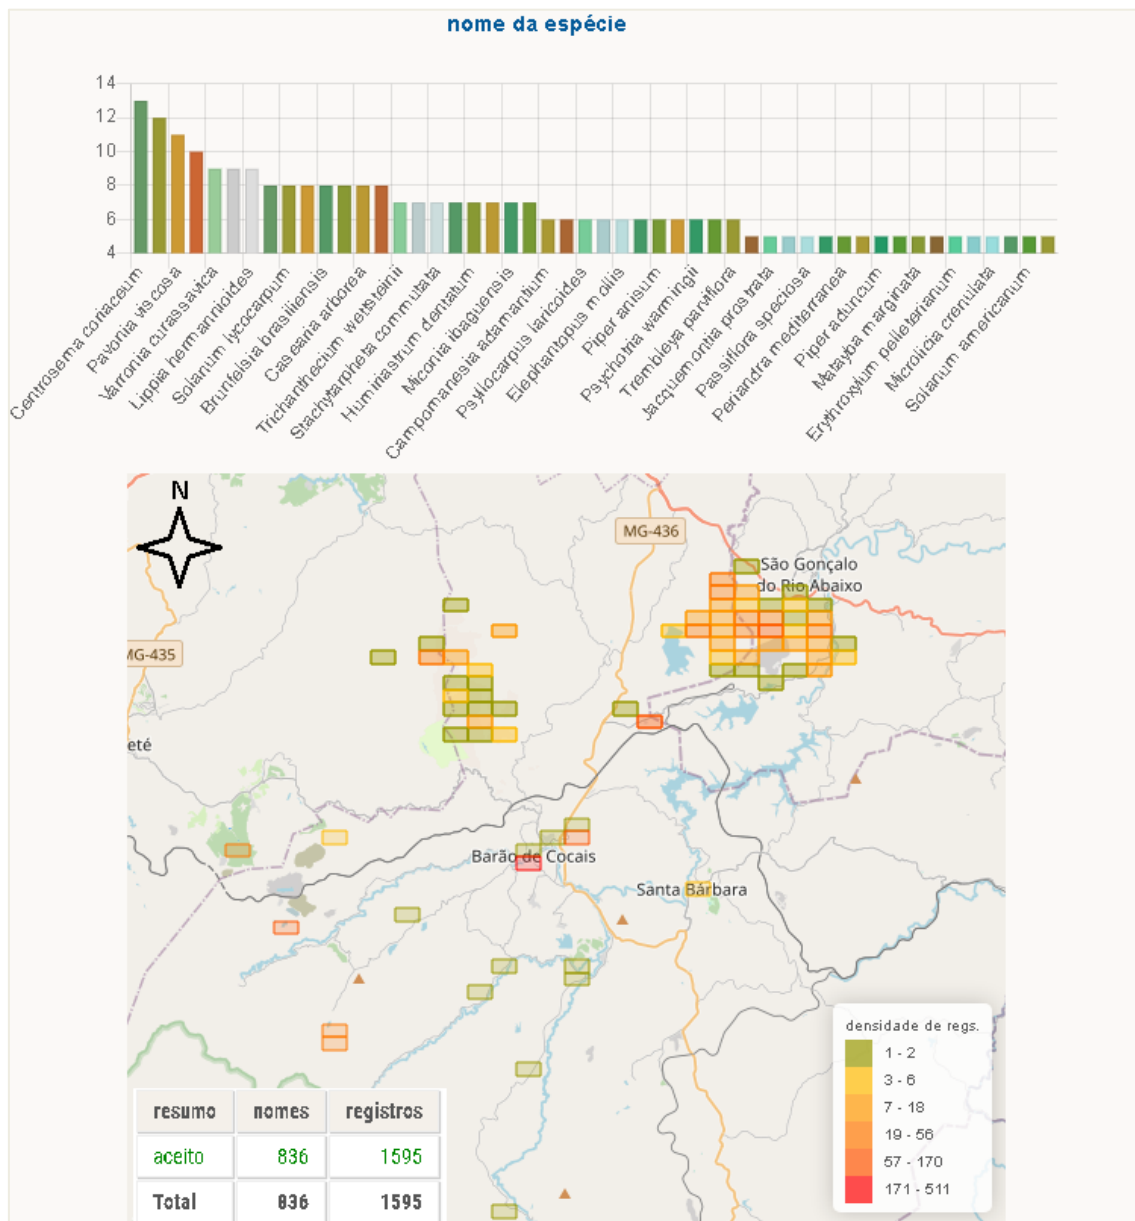 nome da espécie
14
12
10
8
6
4
Centrosema coriaceum
Pavonia viscosa
Varronia curassavica
Lippia hermannioides
Solanum lycocarpum
Brunfelsia brasiliensis
Casearia arborea
Trichanthecium wettsteinii
Stachytarpheta commutata
Huminiastrum dentatum
Miconia ibaguensis
Campomanesia adamantium
Psyllocarpus laricoides
Elephantopus mollis
Piper anisum
Psychotria warmingii
Trembleya parviflora
Jacquemontia prostrata
Passiflora speciosa
Periandra mediterranea
Piper aduncum
Matayba marginata
Erythroxylum pelleterianum
Microlicia crenulata
Solanum americanum
N
MG-436
São Gonçalo
do Rio Abaixo
MG-435
eté
Barão de Cocais
Santa Bárbara
densidade de regs.
1 - 2
3 - 6
7 - 18
19 - 56
57 - 170
171 - 511
resumo nomes registros
aceito 836 1595
Total 836 1595